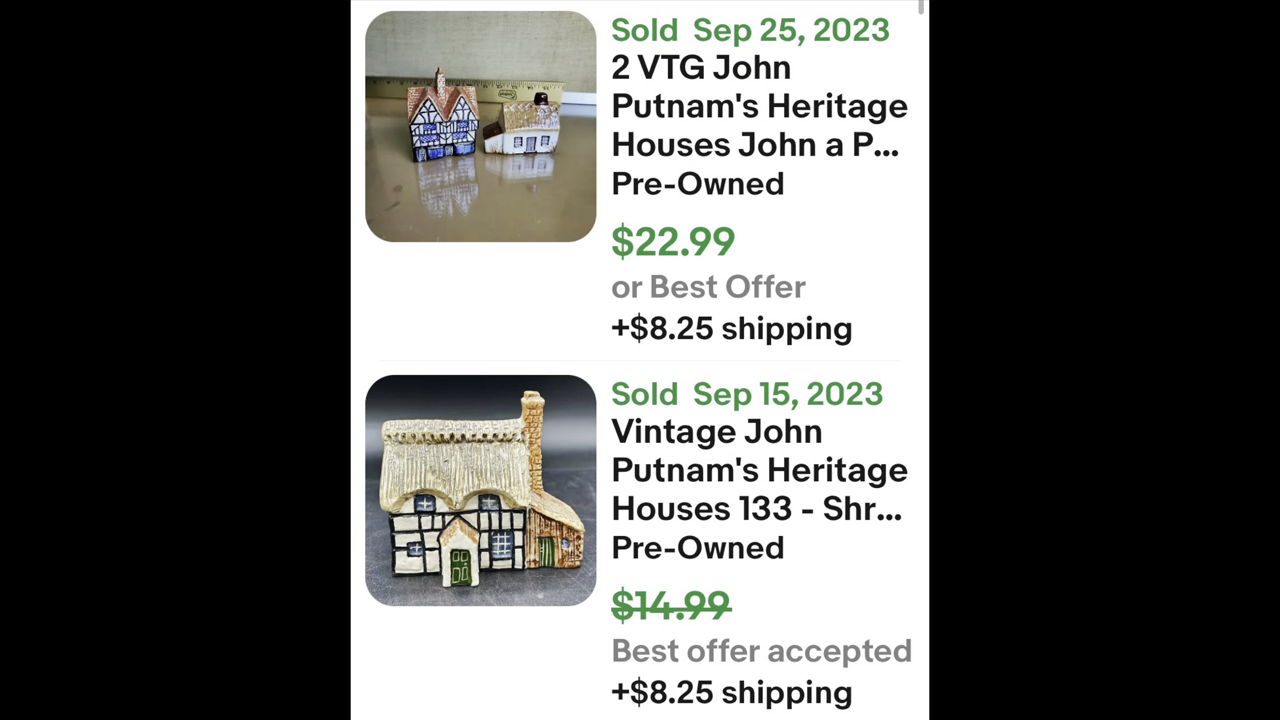 Sold Sep 25, 2023
2 VTG John
Putnam's Heritage
Houses John a P...
Pre-Owned
$22.99
or Best Offer
+$8.25 shipping
Sold Sep 15, 2023
Vintage John
Putnam's Heritage
Houses 133 - Shr...
Pre-Owned
$14.99
Best offer accepted
+$8.25 shipping